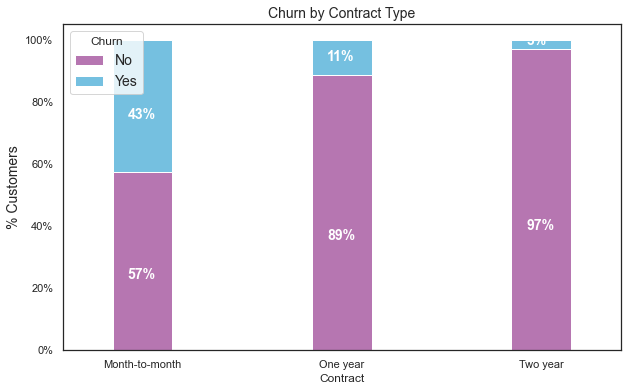 Churn by Contract Type
% Customers
100%
80%
60%
40%
20%
0%
Churn
No
Yes
43%
57%
11%
89%
3%
97%
Month-to-month
One year
Two year
Contract